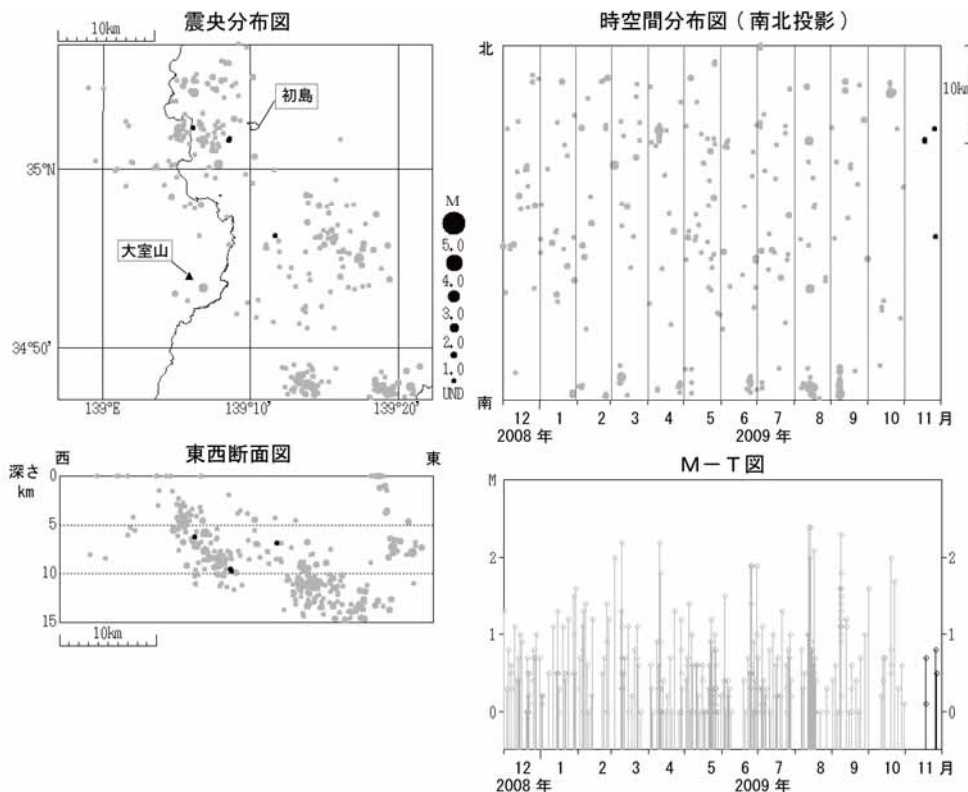 震央分布図
10km
初島
35°N
大室山
34°50′
139°E
139°10′
139°20′
M
5.0
4.0
3.0
2.0
1.0
UND
時空間分布図(南北投影)
北
10km
南
12 1 2 3 4 5 6 7 8 9 10 11 月
2008 年 2009 年
東西断面図
西 東
深さ
km
0
5
10
15
10km
M-T図
M
2 2
1 1
0 0
12 1 2 3 4 5 6 7 8 9 10 11 月
2008 年 2009 年